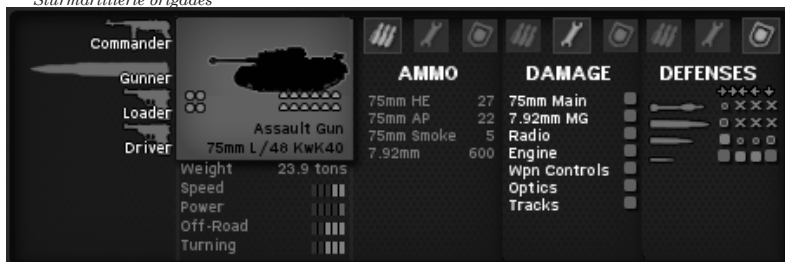 Sturmartillerie brigades
Commander
Gunner
Loader
Driver
Assault Gun
75mm L/48 KwK40
Weight 23.9 tons
Speed
Power
Off-Road
Turning
AMMO
75mm HE 27
75mm AP 22
75mm Smoke 5
7.92mm 600
DAMAGE
75mm Main
7.92mm MG
Radio
Engine
Wpn Controls
Optics
Tracks
DEFENSES